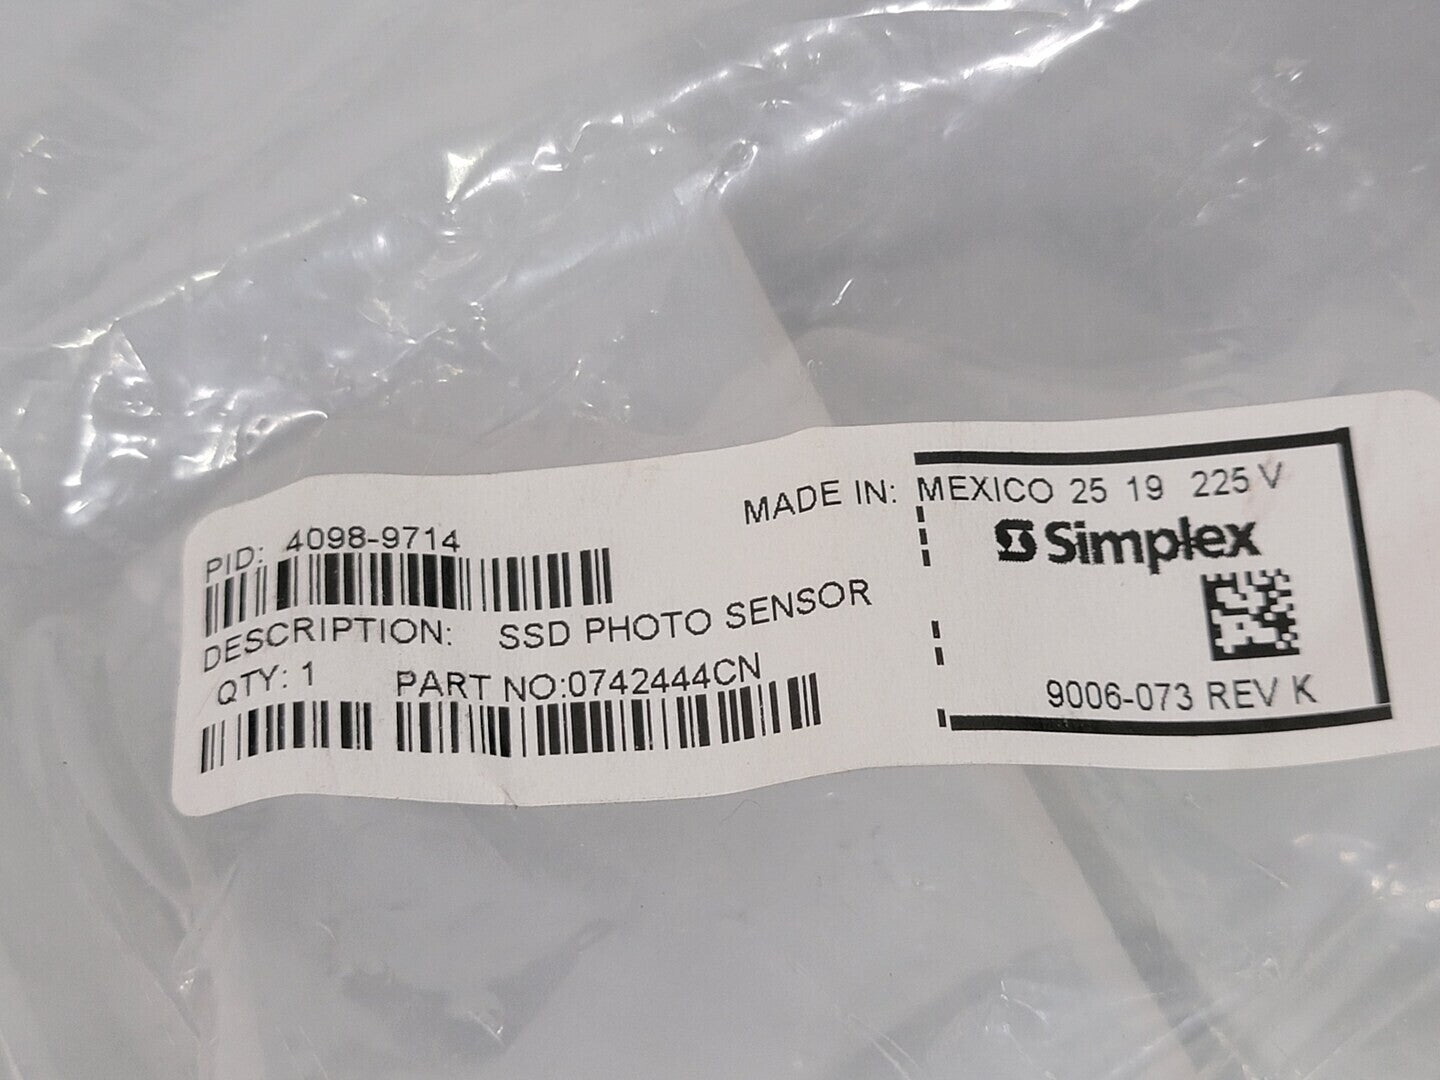 MADE IN: MEXICO 25 19 225 V
PID: 4098-9714
Simplex
DESCRIPTION: SSD PHOTO SENSOR
QTY: 1 PART NO:0742444CN
9006-073 REV K